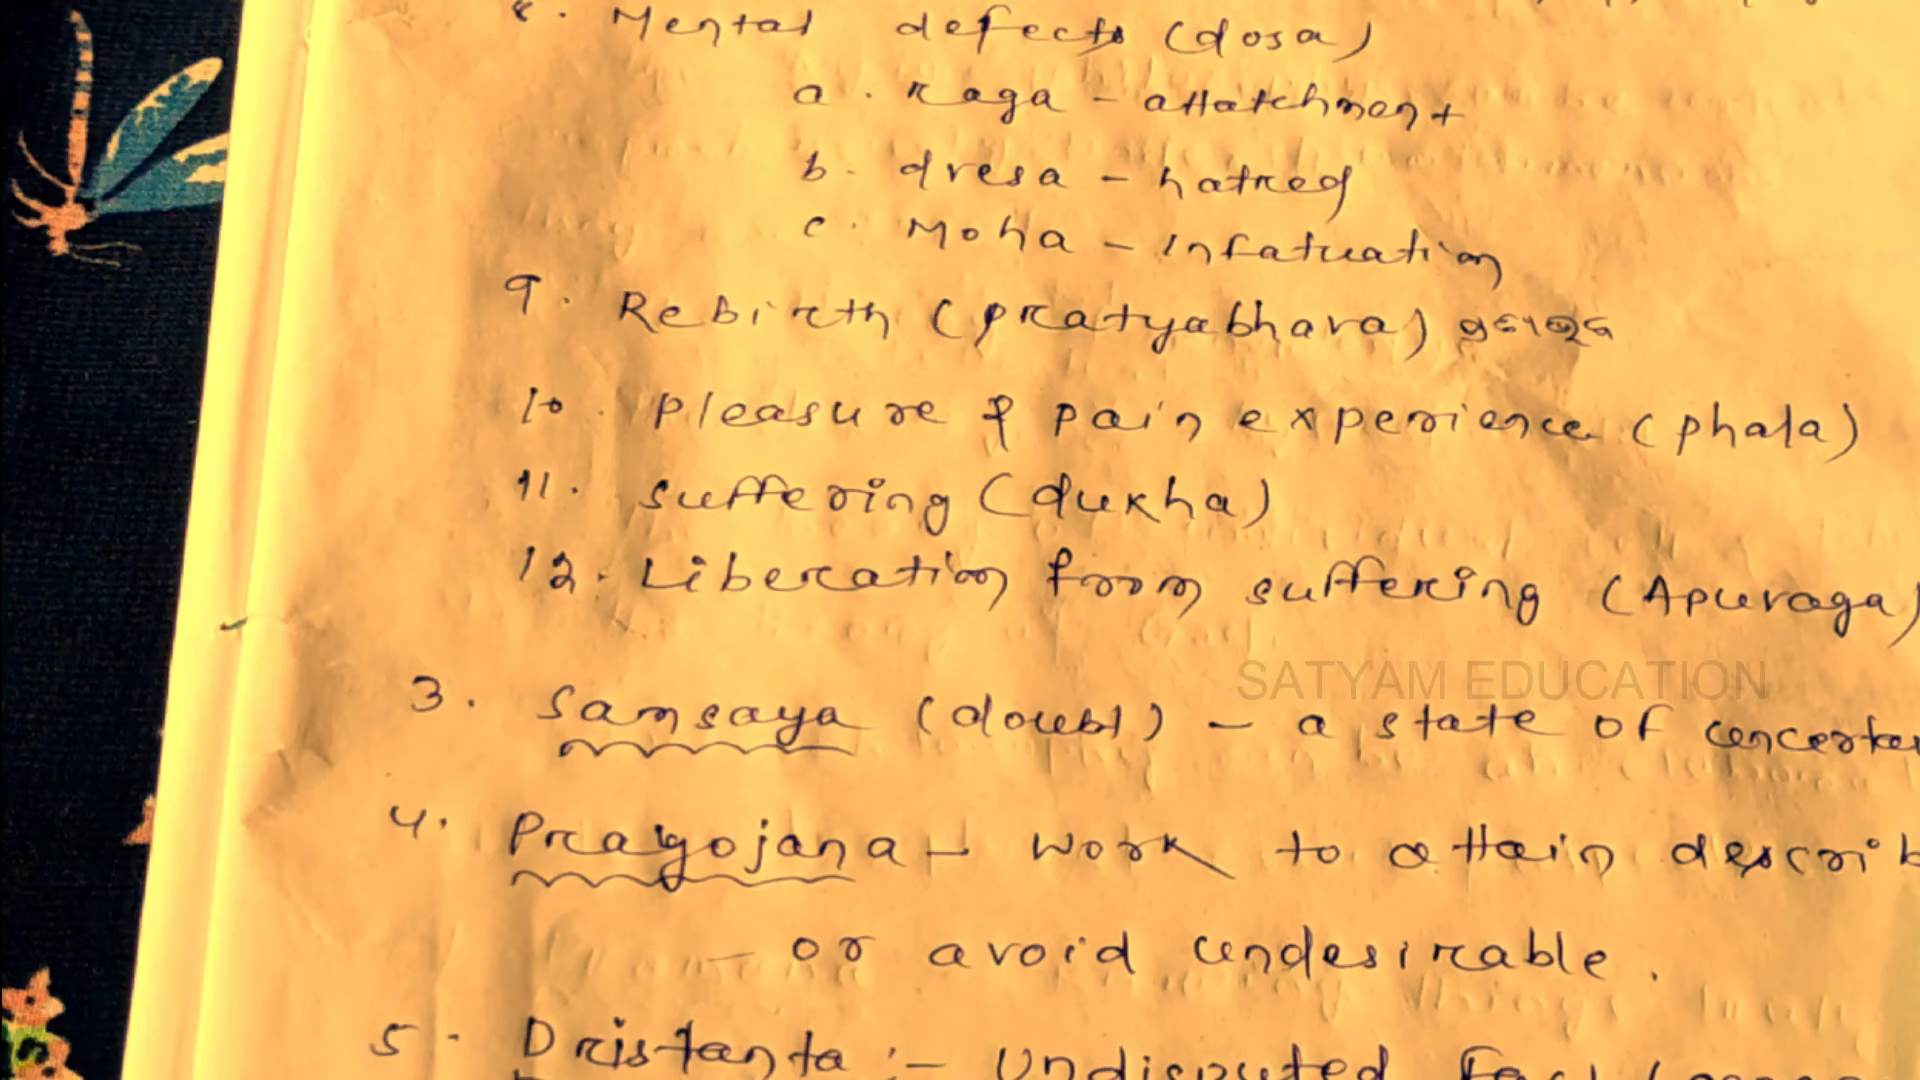 8. Mental defects (dosa)
a. raga - attatchment
b. dvesa - hatred
c. Moha - Infatuation
9. Rebirth (pratyabhava)
10. pleasure & pain experience (phala)
11. suffering (dukha)
12. Liberation from suffering (Apuraga)
SATYAM EDUCATION
3. Samsaya (doubt) - a state of
4. Prayojana - work to attain
- or avoid undesirable.
5. Dristanta :- Undisputed